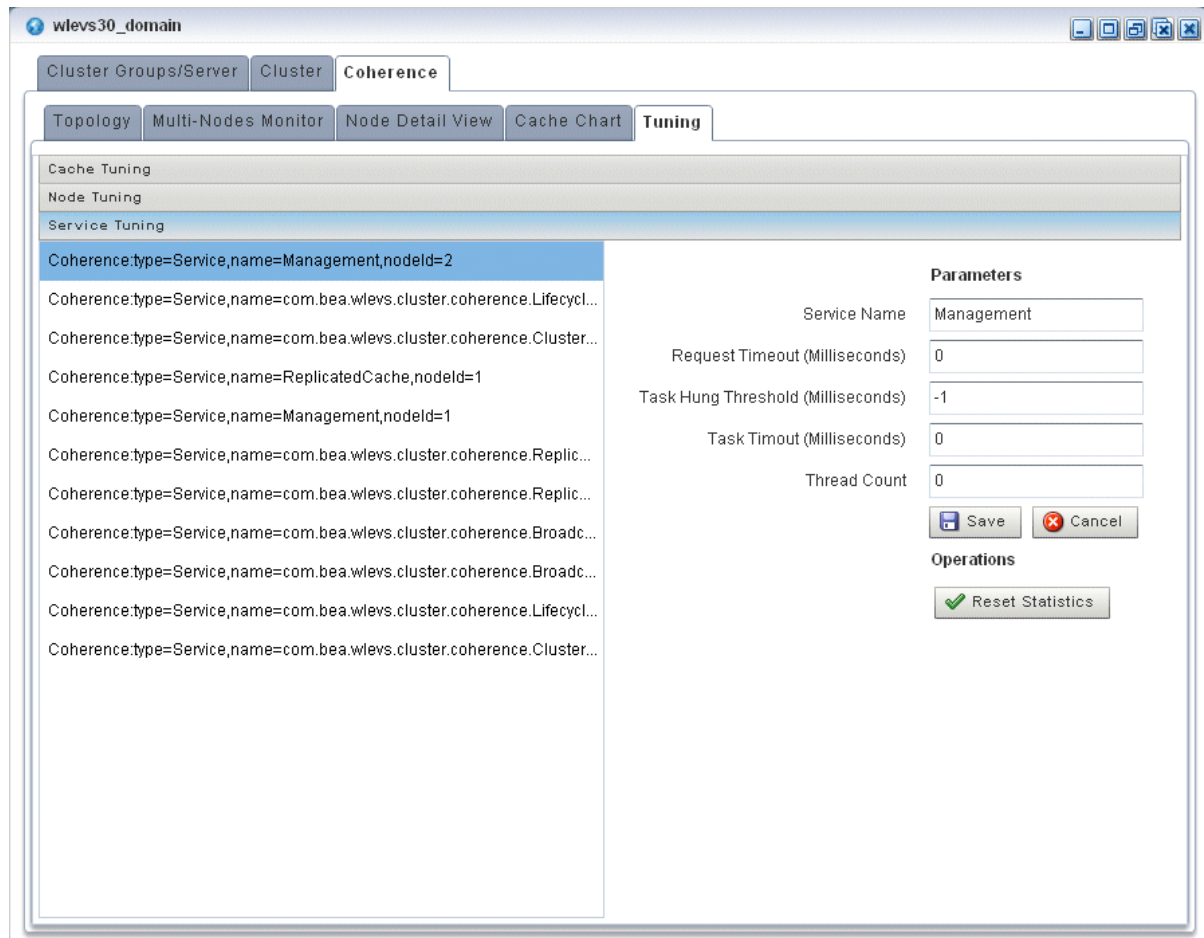 wlevs30_domain
Cluster Groups/Server Cluster Coherence
Topology Multi-Nodes Monitor Node Detail View Cache Chart Tuning
Cache Tuning
Node Tuning
Service Tuning
Coherence:type=Service,name=Management,nodeId=2
Coherence:type=Service,name=com.bea.wlevs.cluster.coherence.Lifecycl...
Coherence:type=Service,name=com.bea.wlevs.cluster.coherence.Cluster...
Coherence:type=Service,name=ReplicatedCache,nodeId=1
Coherence:type=Service,name=Management,nodeId=1
Coherence:type=Service,name=com.bea.wlevs.cluster.coherence.Replic...
Coherence:type=Service,name=com.bea.wlevs.cluster.coherence.Replic...
Coherence:type=Service,name=com.bea.wlevs.cluster.coherence.Broadc...
Coherence:type=Service,name=com.bea.wlevs.cluster.coherence.Broadc...
Coherence:type=Service,name=com.bea.wlevs.cluster.coherence.Lifecycl...
Coherence:type=Service,name=com.bea.wlevs.cluster.coherence.Cluster...
Parameters
Service Name Management
Request Timeout (Milliseconds) 0
Task Hung Threshold (Milliseconds) -1
Task Timout (Milliseconds) 0
Thread Count 0
Save Cancel
Operations
Reset Statistics